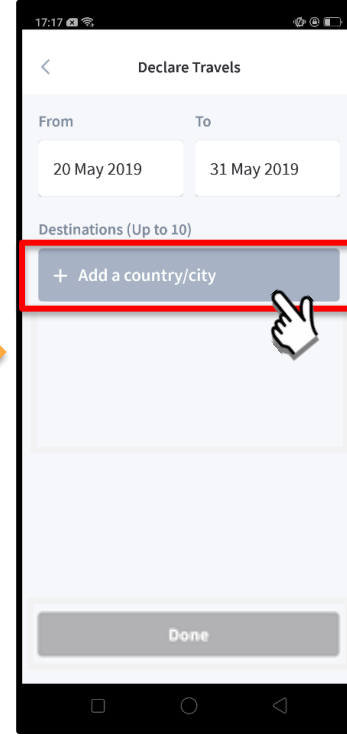 17:17
Declare Travels
From To
20 May 2019 31 May 2019
Destinations (Up to 10)
+ Add a country/city
Done